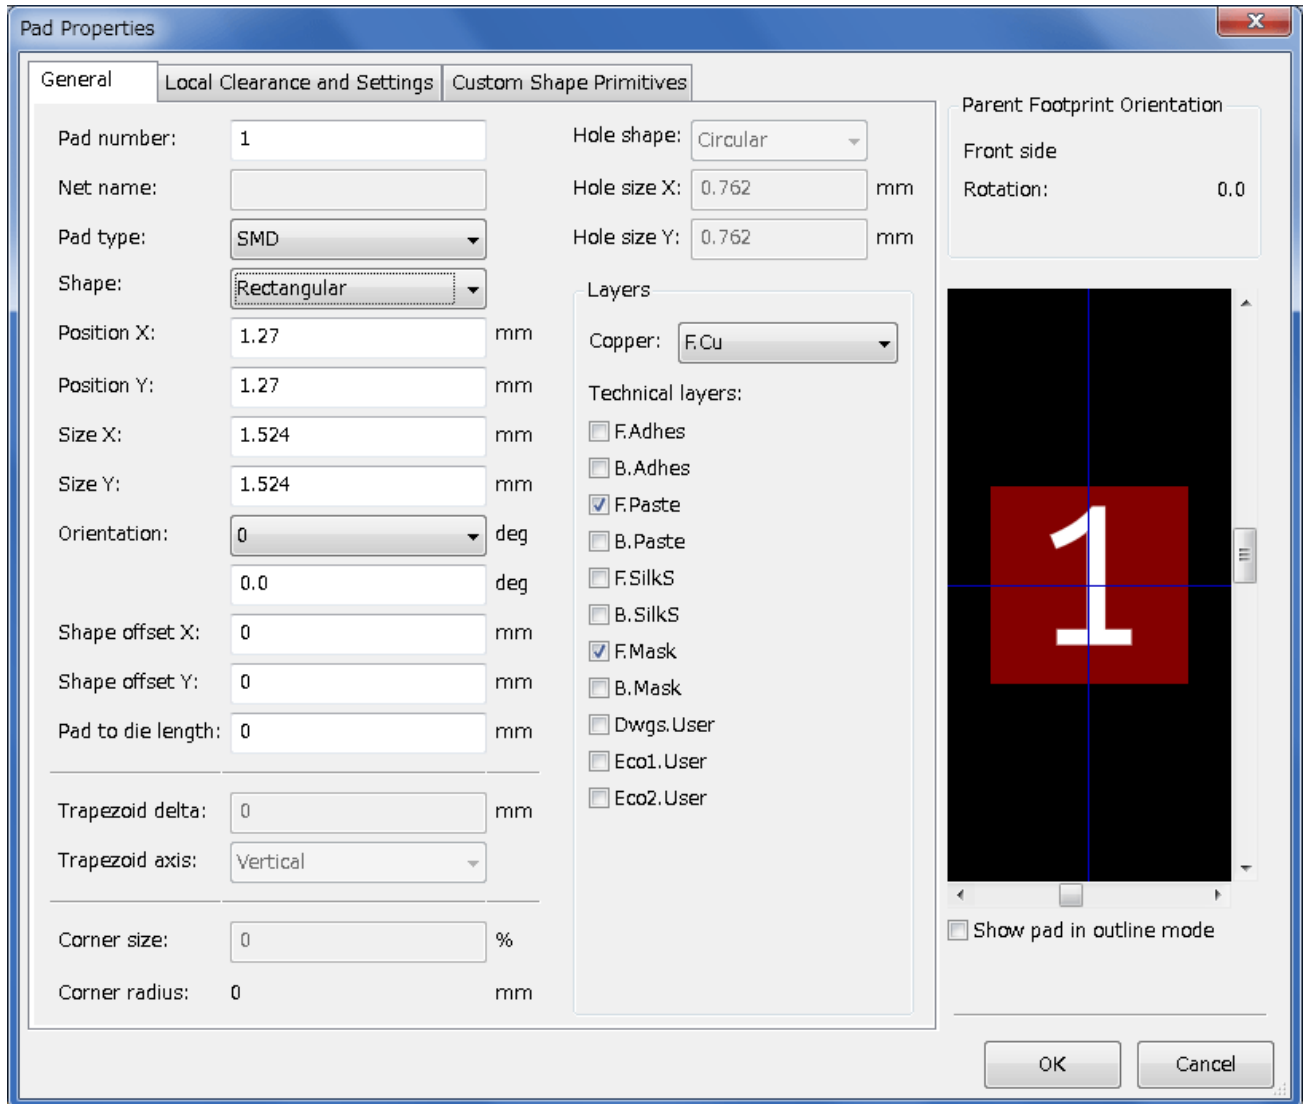 Pad Properties
General
Local Clearance and Settings
Custom Shape Primitives
Pad number: 1
Net name:
Pad type: SMD
Shape: Rectangular
Position X: 1.27 mm
Position Y: 1.27 mm
Size X: 1.524 mm
Size Y: 1.524 mm
Orientation: 0 deg
0.0 deg
Shape offset X: 0 mm
Shape offset Y: 0 mm
Pad to die length: 0 mm
Trapezoid delta: 0 mm
Trapezoid axis: Vertical
Corner size: 0 %
Corner radius: 0 mm
Hole shape: Circular
Hole size X: 0.762 mm
Hole size Y: 0.762 mm
Layers
Copper: F.Cu
Technical layers:
F.Adhes
B.Adhes
F.Paste
B.Paste
F.SilkS
B.SilkS
F.Mask
B.Mask
Dwgs.User
Eco1.User
Eco2.User
Parent Footprint Orientation
Front side
Rotation: 0.0
1
Show pad in outline mode
OK
Cancel